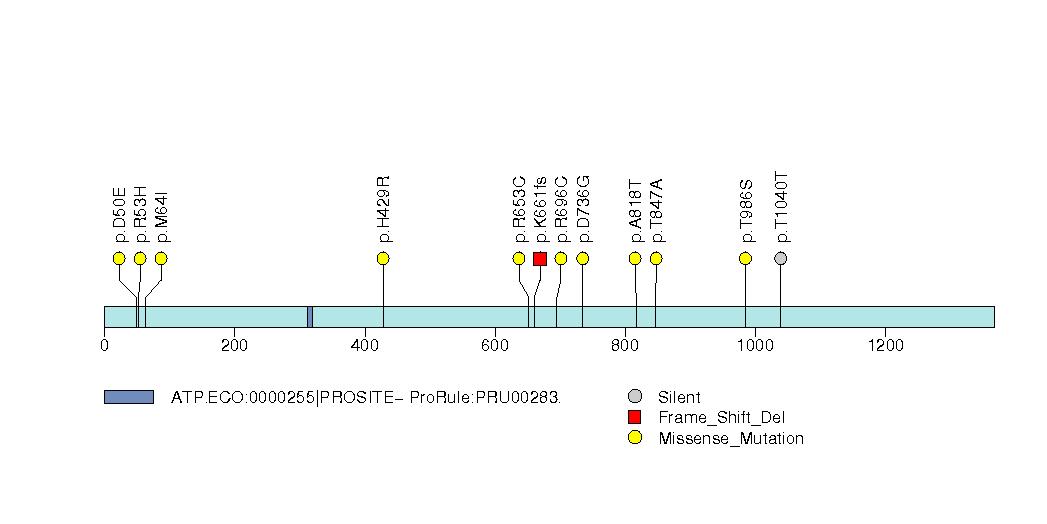 p.D50E
p.R53H
p.M64I
p.H429R
p.R653C
p.K661fs
p.R696C
p.D736G
p.A818T
p.T847A
p.T986S
p.T1040T
0 200 400 600 800 1000 1200
ATP.ECO:0000255|PROSITE- ProRule:PRU00283.
Silent
Frame_Shift_Del
Missense_Mutation